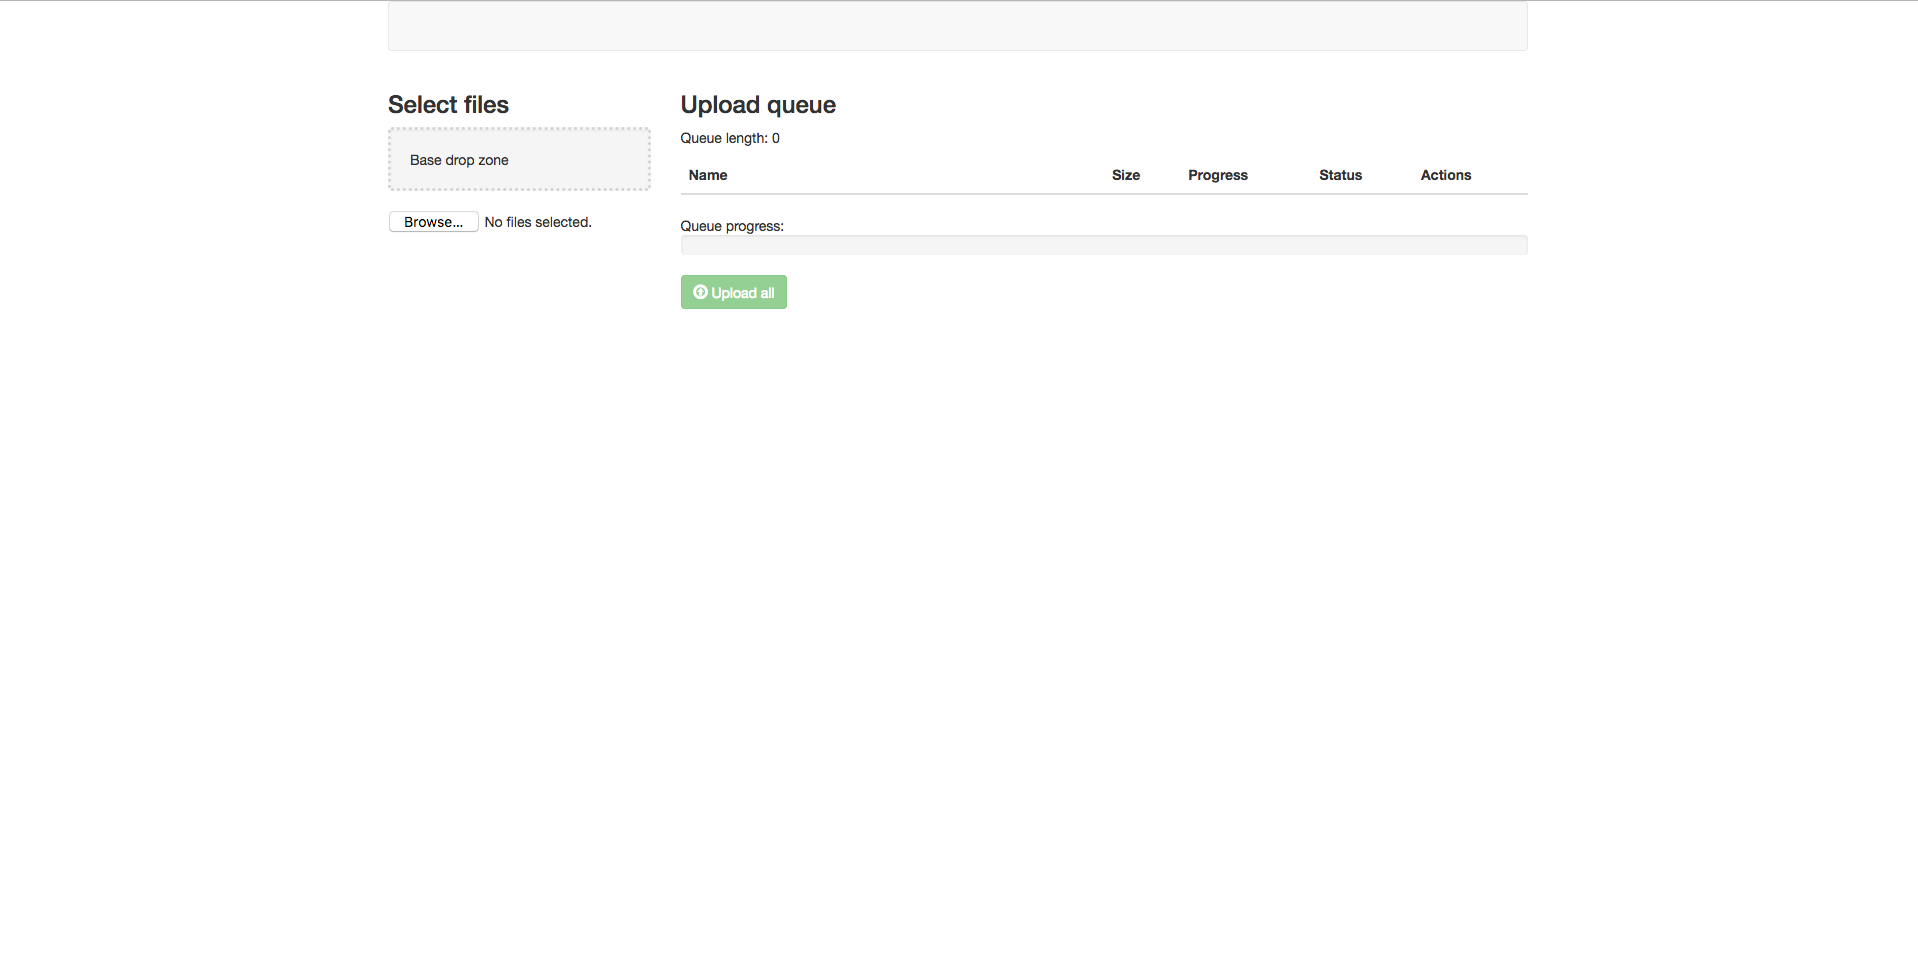 Select files
Base drop zone
Browse... No files selected.
Upload queue
Queue length: 0
Name Size Progress Status Actions
Queue progress:
Upload all